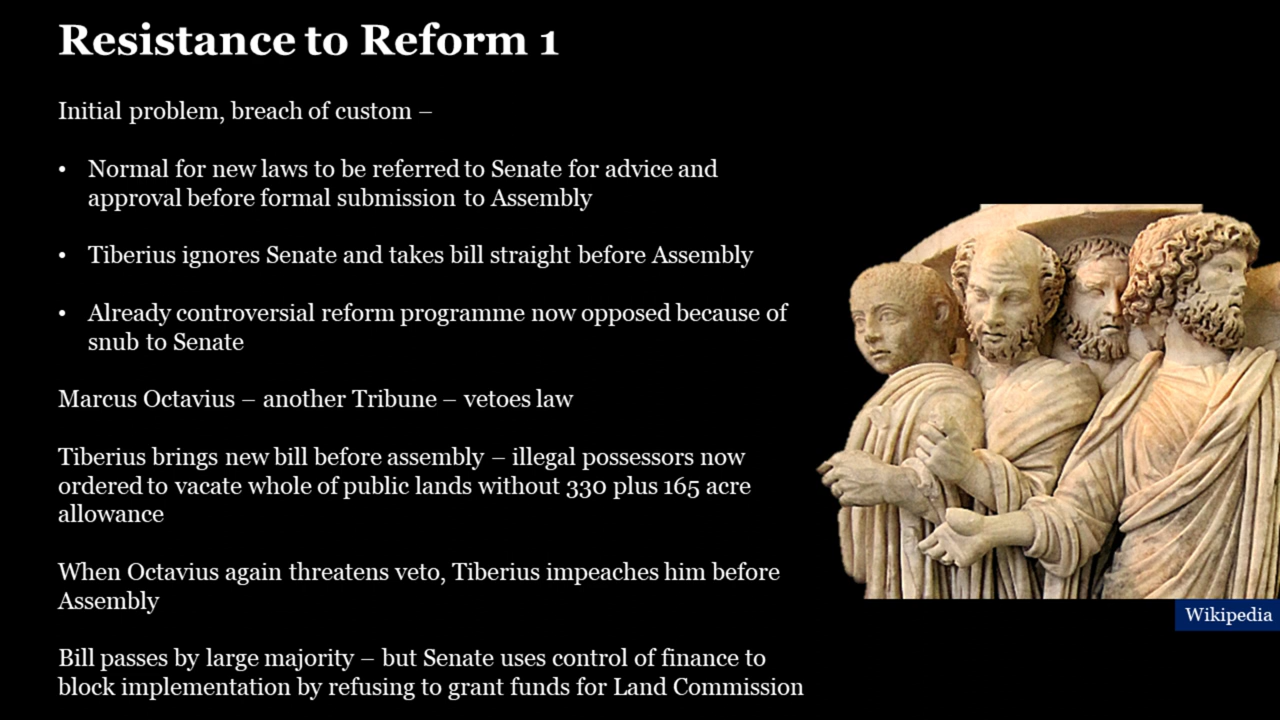 Resistance to Reform 1
Initial problem, breach of custom –
• Normal for new laws to be referred to Senate for advice and
approval before formal submission to Assembly
• Tiberius ignores Senate and takes bill straight before Assembly
• Already controversial reform programme now opposed because of
snub to Senate
Marcus Octavius – another Tribune – vetoes law
Tiberius brings new bill before assembly – illegal possessors now
ordered to vacate whole of public lands without 330 plus 165 acre
allowance
When Octavius again threatens veto, Tiberius impeaches him before
Assembly
Bill passes by large majority – but Senate uses control of finance to
block implementation by refusing to grant funds for Land Commission
Wikipedia